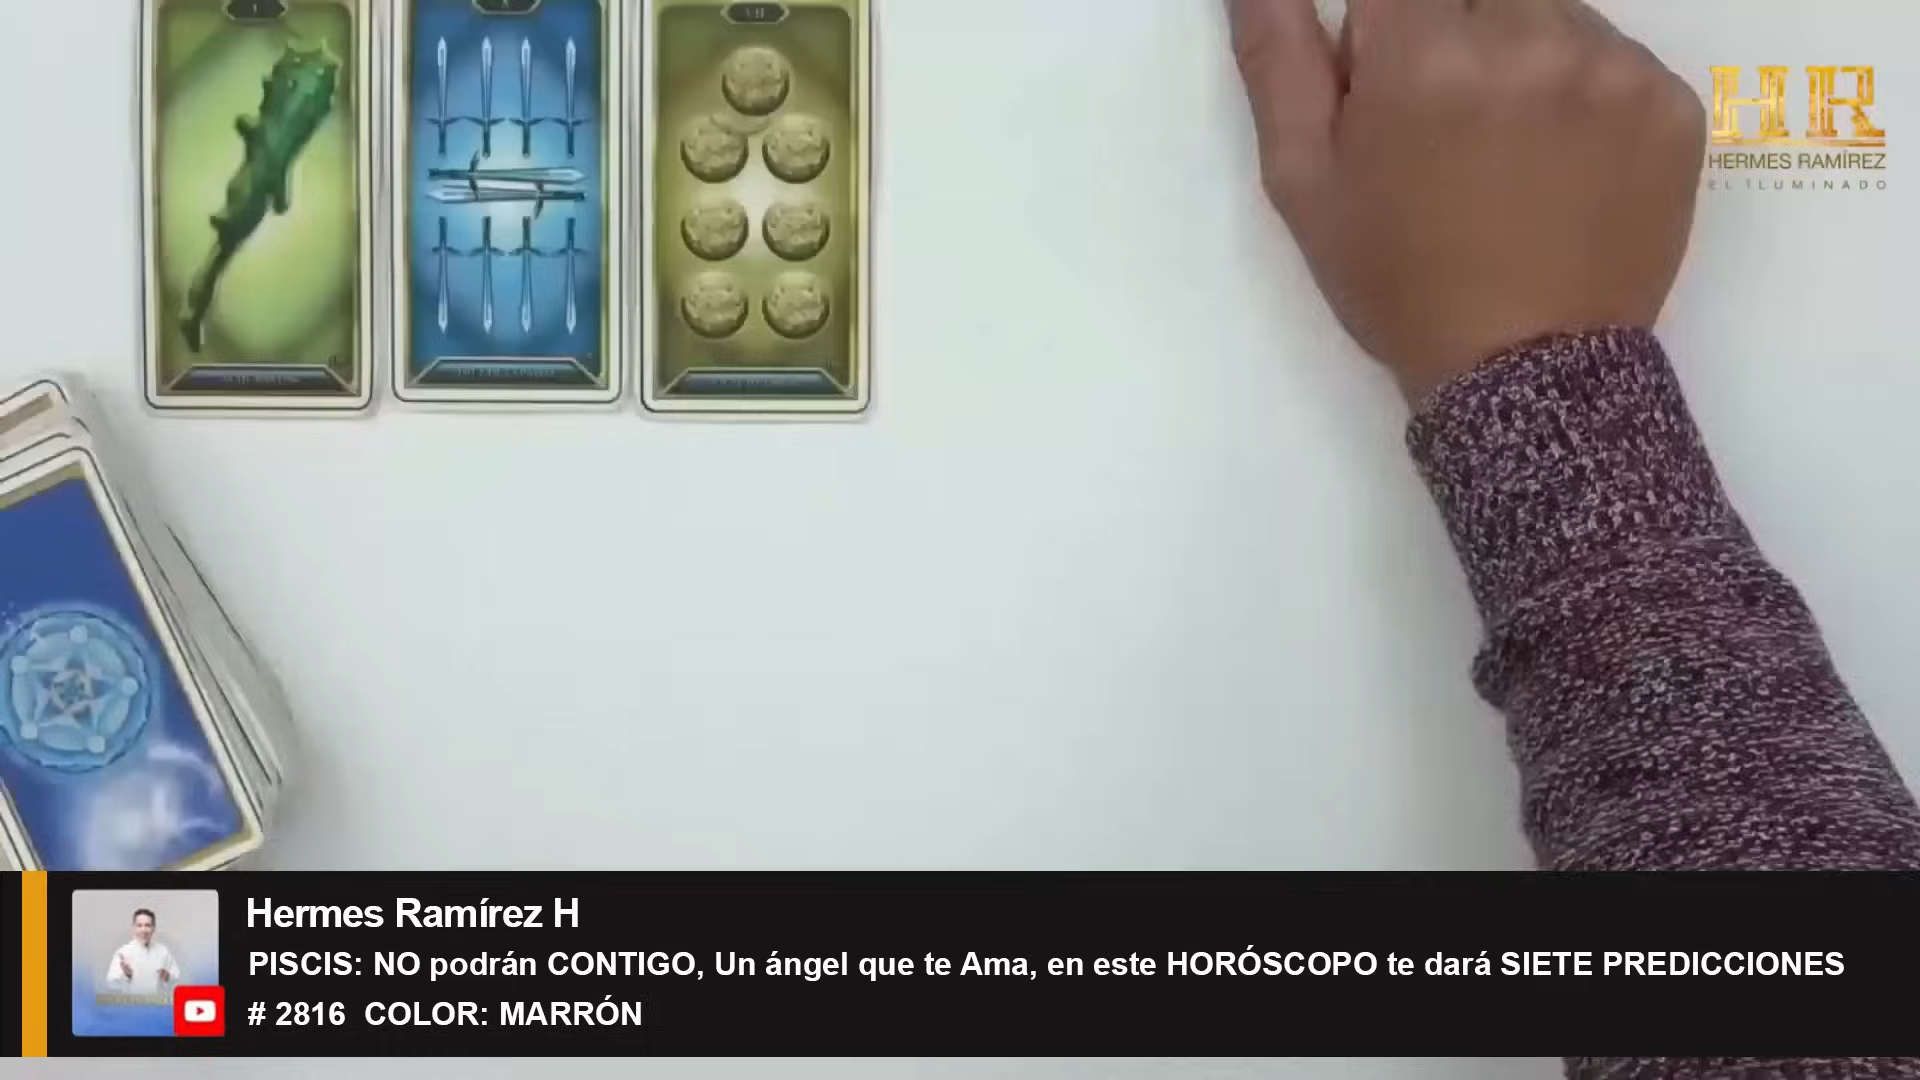 I
X
VII
HR
HERMES RAMÍREZ
EL ILUMINADO
Hermes Ramírez H
PISCIS: NO podrán CONTIGO, Un ángel que te Ama, en este HORÓSCOPO te dará SIETE PREDICCIONES
# 2816 COLOR: MARRÓN